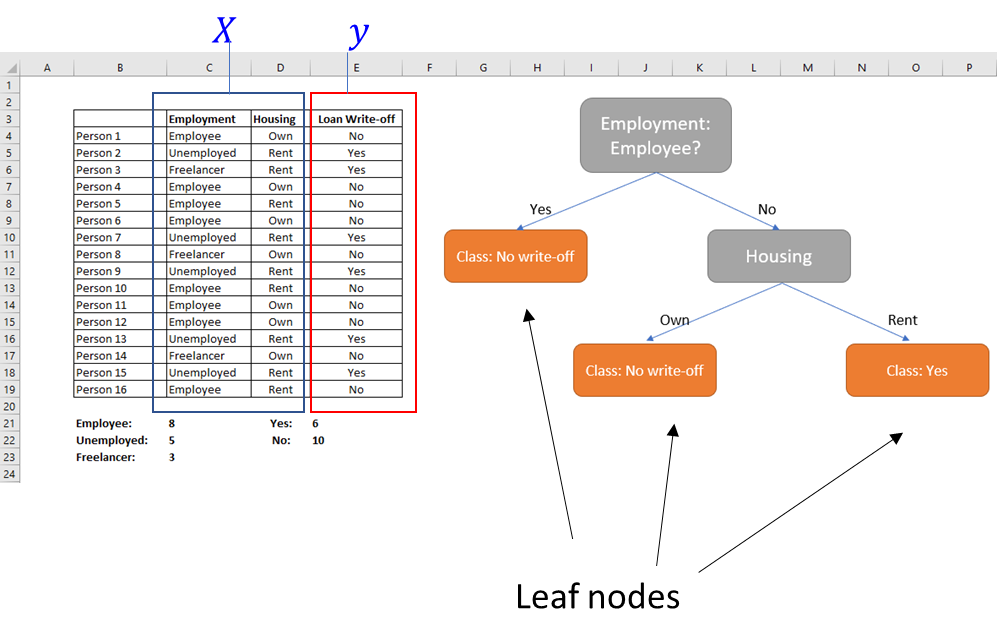 X y
A B C D E F G H I J K L M N O P
1
2
3 Employment Housing Loan Write-off
4 Person 1 Employee Own No
5 Person 2 Unemployed Rent Yes
6 Person 3 Freelancer Rent Yes
7 Person 4 Employee Own No
8 Person 5 Employee Rent No
9 Person 6 Employee Own No
10 Person 7 Unemployed Rent Yes
11 Person 8 Freelancer Own No
12 Person 9 Unemployed Rent Yes
13 Person 10 Employee Rent No
14 Person 11 Employee Own No
15 Person 12 Employee Own No
16 Person 13 Unemployed Rent Yes
17 Person 14 Freelancer Own No
18 Person 15 Unemployed Rent Yes
19 Person 16 Employee Rent No
20
21 Employee: 8 Yes: 6
22 Unemployed: 5 No: 10
23 Freelancer: 3
24
Employment:
Employee?
Yes No
Class: No write-off Housing
Own Rent
Class: No write-off Class: Yes
Leaf nodes